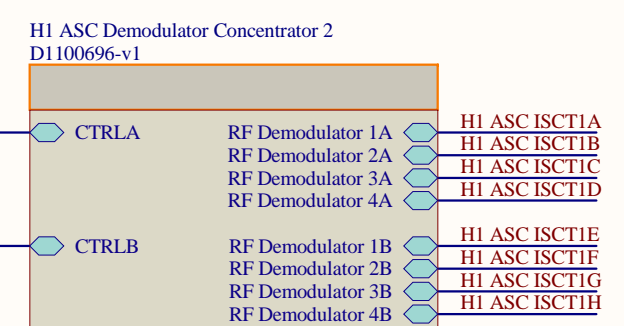 H1 ASC Demodulator Concentrator 2
D1100696-v1
CTRLA RF Demodulator 1A H1 ASC ISCT1A
RF Demodulator 2A H1 ASC ISCT1B
RF Demodulator 3A H1 ASC ISCT1C
RF Demodulator 4A H1 ASC ISCT1D
CTRLB RF Demodulator 1B H1 ASC ISCT1E
RF Demodulator 2B H1 ASC ISCT1F
RF Demodulator 3B H1 ASC ISCT1G
RF Demodulator 4B H1 ASC ISCT1H